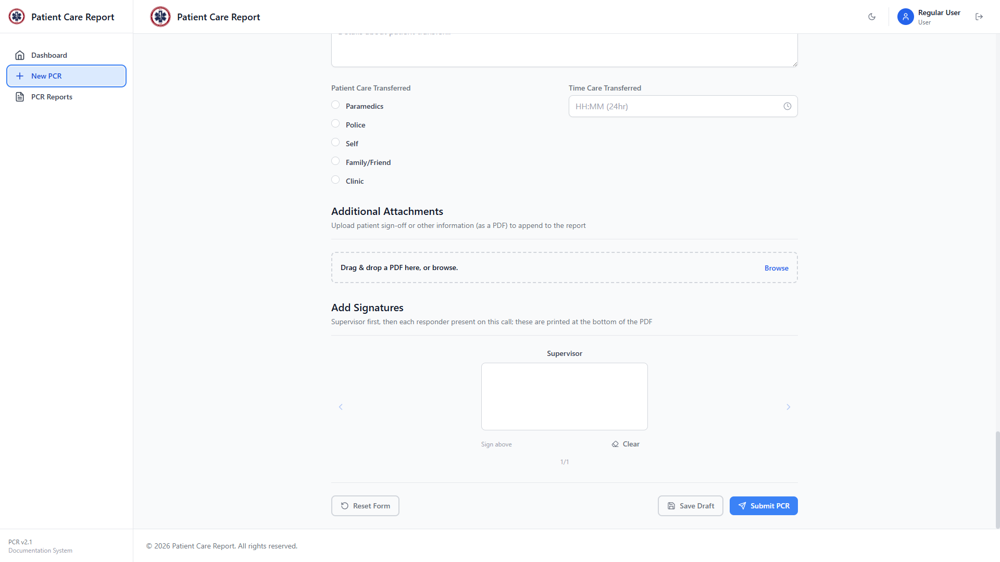 Patient Care Report
Patient Care Report
Regular User
User
Dashboard
New PCR
PCR Reports
Patient Care Transferred
Paramedics
Police
Self
Family/Friend
Clinic
Time Care Transferred
HH:MM (24hr)
Additional Attachments
Upload patient sign-off or other information (as a PDF) to append to the report
Drag & drop a PDF here, or browse.
Browse
Add Signatures
Supervisor first, then each responder present on this call; these are printed at the bottom of the PDF
Supervisor
Sign above
Clear
1/1
Reset Form
Save Draft
Submit PCR
PCR v2.1
Documentation System
© 2026 Patient Care Report. All rights reserved.